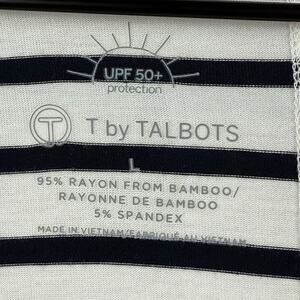 UPF 50+
protection
T T by TALBOTS
L
95% RAYON FROM BAMBOO/
RAYONNE DE BAMBOO
5% SPANDEX
MADE IN VIETNAM/FABRIQUÉ AU VIETNAM